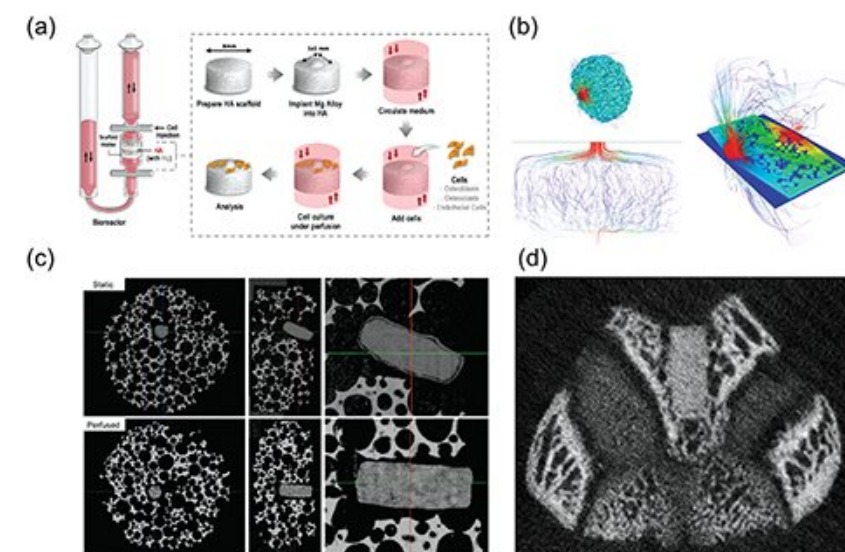 (a)
Cell
injection
Scaffold
Holder
HA
(with Mg)
Bioreactor
Prepare HA scaffold
Implant Mg Alloy
into HA
Circulate medium
Cells
- Osteoblasts
- Osteoclasts
- Endothelial Cells
Add cells
Cell culture
under perfusion
Analysis
(b)
(c)
Static
Perfused
(d)